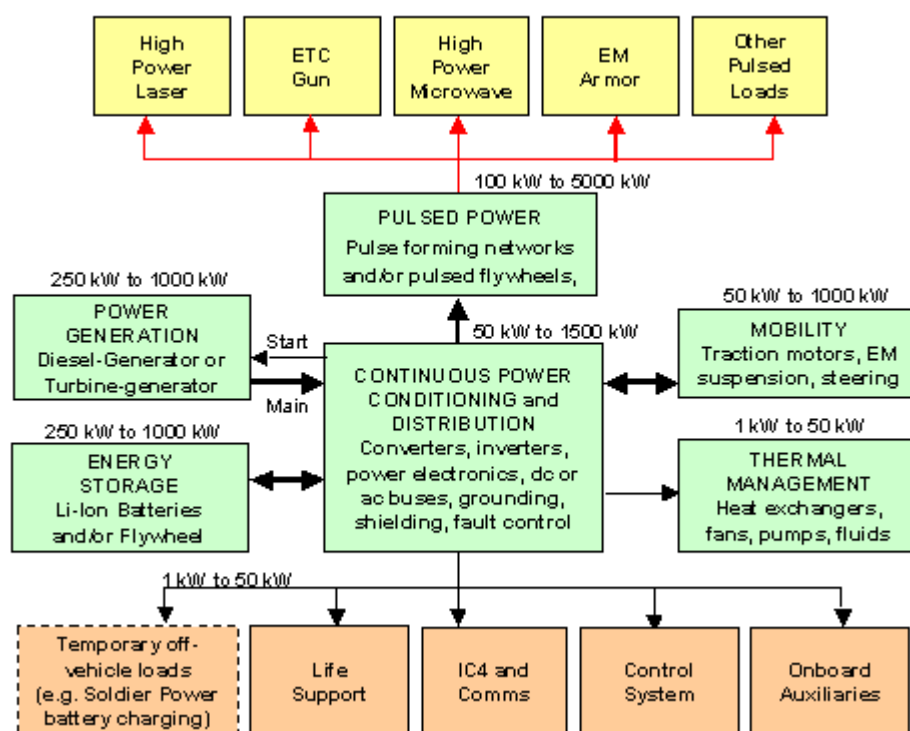 High
Power
Laser
ETC
Gun
High
Power
Microwave
EM
Armor
Other
Pulsed
Loads
100 kW to 5000 kW
PULSED POWER
Pulse forming networks
and/or pulsed flywheels,
250 kW to 1000 kW
POWER
GENERATION
Diesel-Generator or
Turbine-generator
Start
Main
50 kW to 1500 kW
CONTINUOUS POWER
CONDITIONING and
DISTRIBUTION
Converters, inverters,
power electronics, dc or
ac buses, grounding,
shielding, fault control
50 kW to 1000 kW
MOBILITY
Traction motors, EM
suspension, steering
250 kW to 1000 kW
ENERGY
STORAGE
Li-Ion Batteries
and/or Flywheel
1 kW to 50 kW
THERMAL
MANAGEMENT
Heat exchangers,
fans, pumps, fluids
1 kW to 50 kW
Temporary off-
vehicle loads
(e.g. Soldier Power
battery charging)
Life
Support
IC4 and
Comms
Control
System
Onboard
Auxiliaries